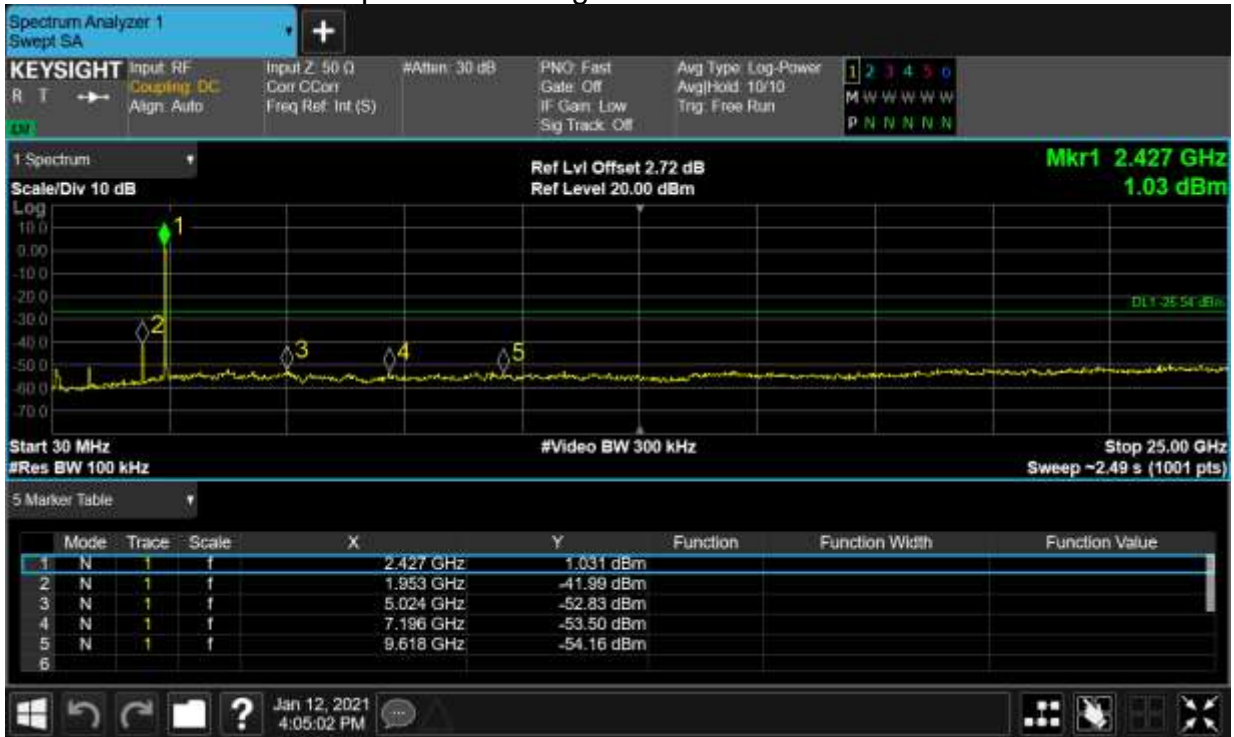 Spectrum Analyzer 1
Swept SA
+
KEYSIGHT Input: RF Input Z: 50 Ω #Atten: 30 dB PNO: Fast Avg Type: Log-Power 1 2 3 4 5 6
R T Coupling: DC Corr CCorr Gate: Off Avg|Hold: 10/10 M W W W W W
Align: Auto Freq Ref: Int (S) IF Gain: Low Trig: Free Run
Sig Track: Off P N N N N N
1 Spectrum Ref Lvl Offset 2.72 dB Mkr1 2.427 GHz
Scale/Div 10 dB Ref Level 20.00 dBm 1.03 dBm
Log
10.0
1
0.00
-10.0
-20.0
DL1 -26.54 dBm
-30.0
2
-40.0
3 4 5
-50.0
-60.0
-70.0
Start 30 MHz #Video BW 300 kHz Stop 25.00 GHz
#Res BW 100 kHz Sweep ~2.49 s (1001 pts)
5 Marker Table
Mode Trace Scale X Y Function Function Width Function Value
1 N 1 f 2.427 GHz 1.031 dBm
2 N 1 f 1.953 GHz -41.99 dBm
3 N 1 f 5.024 GHz -52.83 dBm
4 N 1 f 7.196 GHz -53.50 dBm
5 N 1 f 9.618 GHz -54.16 dBm
6
? Jan 12, 2021
4:05:02 PM